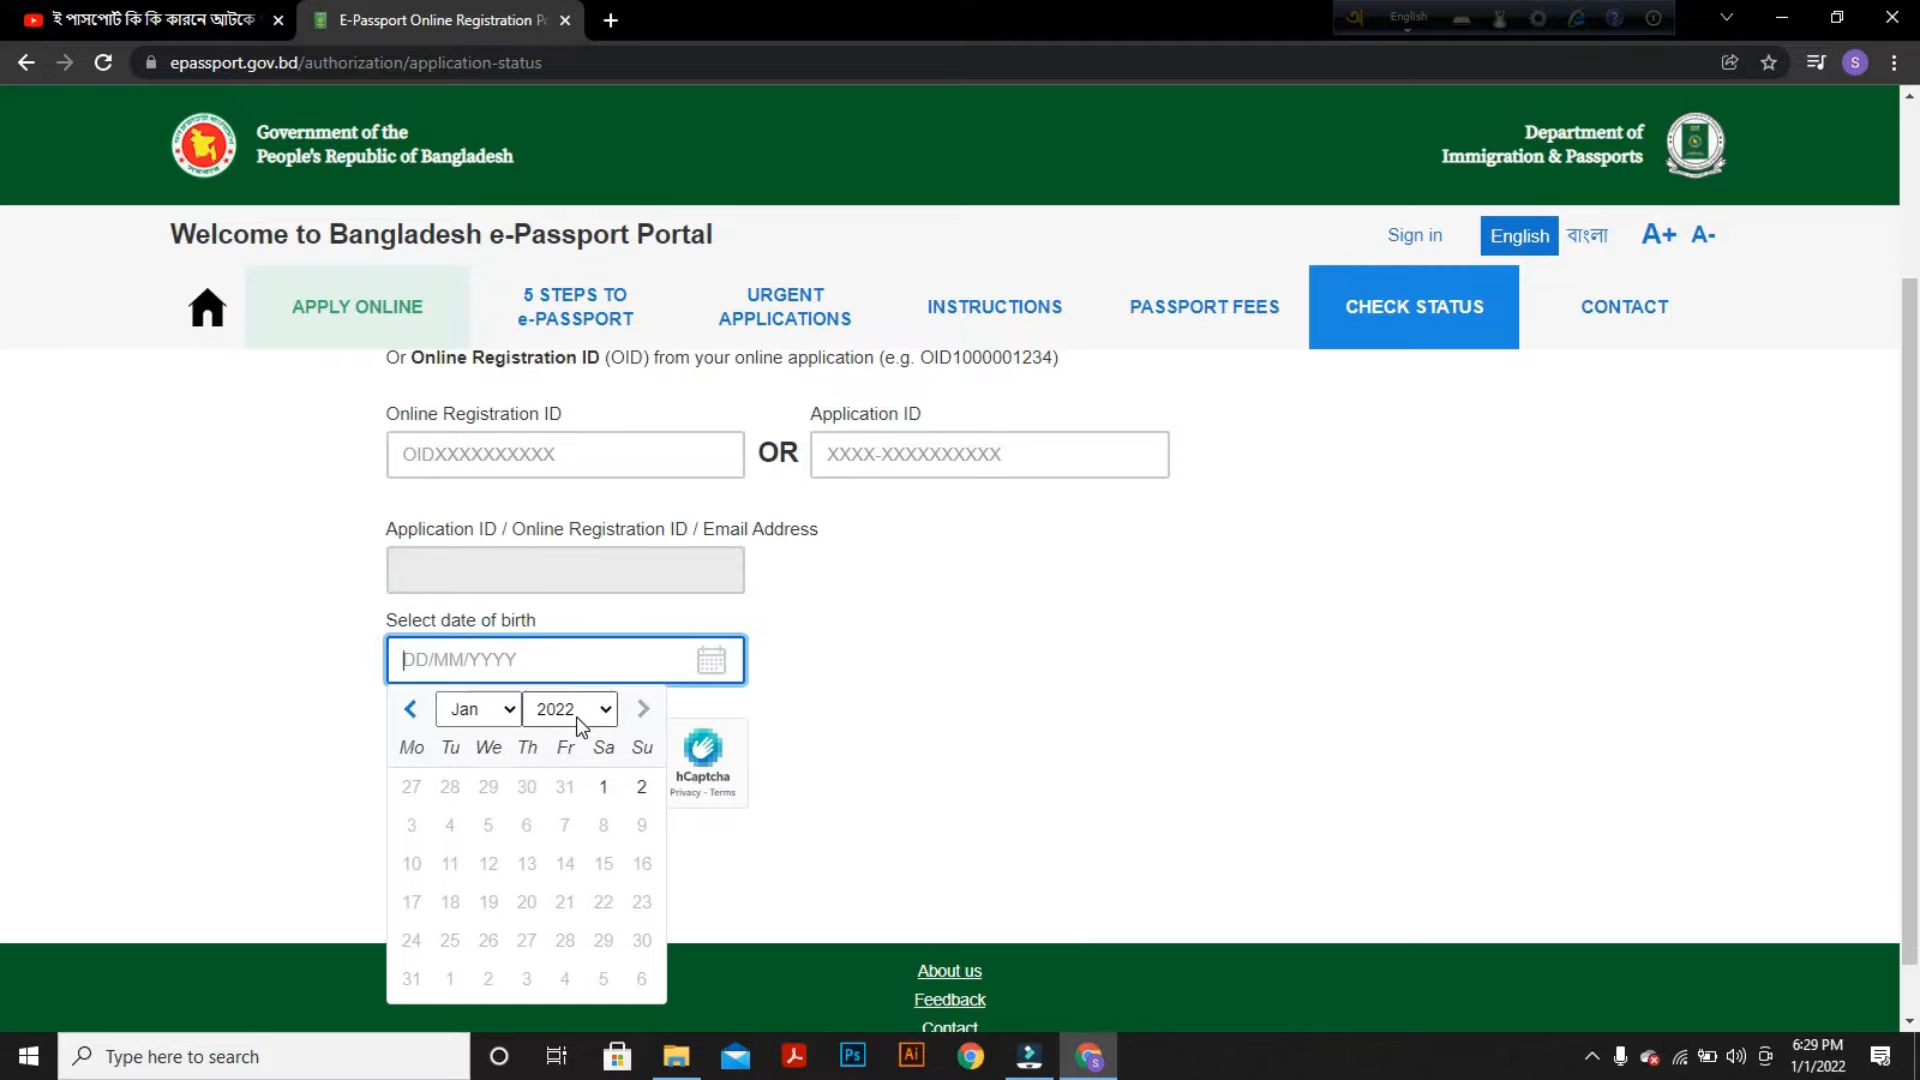 ই পাসপোর্ট কি কি কারনে আটকে
E-Passport Online Registration Po
English
epassport.gov.bd/authorization/application-status
S
Government of the
People's Republic of Bangladesh
Department of
Immigration & Passports
Welcome to Bangladesh e-Passport Portal
Sign in
English
বাংলা
A+ A-
APPLY ONLINE
5 STEPS TO
e-PASSPORT
URGENT
APPLICATIONS
INSTRUCTIONS
PASSPORT FEES
CHECK STATUS
CONTACT
Or Online Registration ID (OID) from your online application (e.g. OID1000001234)
Online Registration ID
Application ID
OIDXXXXXXXXXX
OR
XXXX-XXXXXXXXXX
Application ID / Online Registration ID / Email Address
Select date of birth
DD/MM/YYYY
Jan 2022
Mo Tu We Th Fr Sa Su
27 28 29 30 31 1 2
3 4 5 6 7 8 9
10 11 12 13 14 15 16
17 18 19 20 21 22 23
24 25 26 27 28 29 30
31 1 2 3 4 5 6
hCaptcha
Privacy - Terms
About us
Feedback
Contact
Type here to search
Ps
Ai
S
6:29 PM
1/1/2022